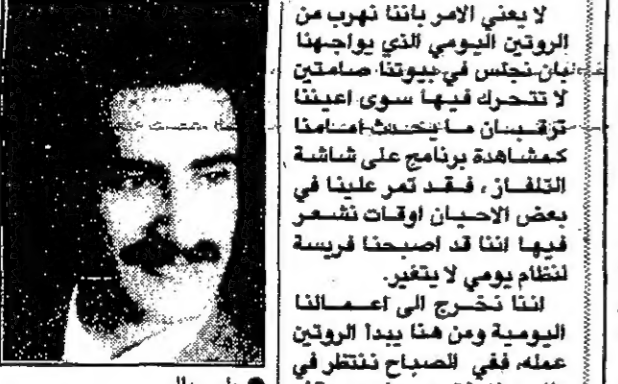 لا يعني الامر باننا نهرب من
الروتين اليومي الذي يواجهنا
بان نجلس في بيوتنا صامتين
لا تتحرك فيها سوى اعيننا
ترقبان ما يحدث امامنا
كمشاهدة برنامج على شاشة
التلفاز ، فقد تمر علينا في
بعض الاحيان اوقات نشعر
فيها اننا قد اصبحنا فريسة
لنظام يومي لا يتغير.
اننا نخرج الى اعمالنا
اليومية ومن هنا يبدا الروتين
عمله، ففي الصباح ننتظر في